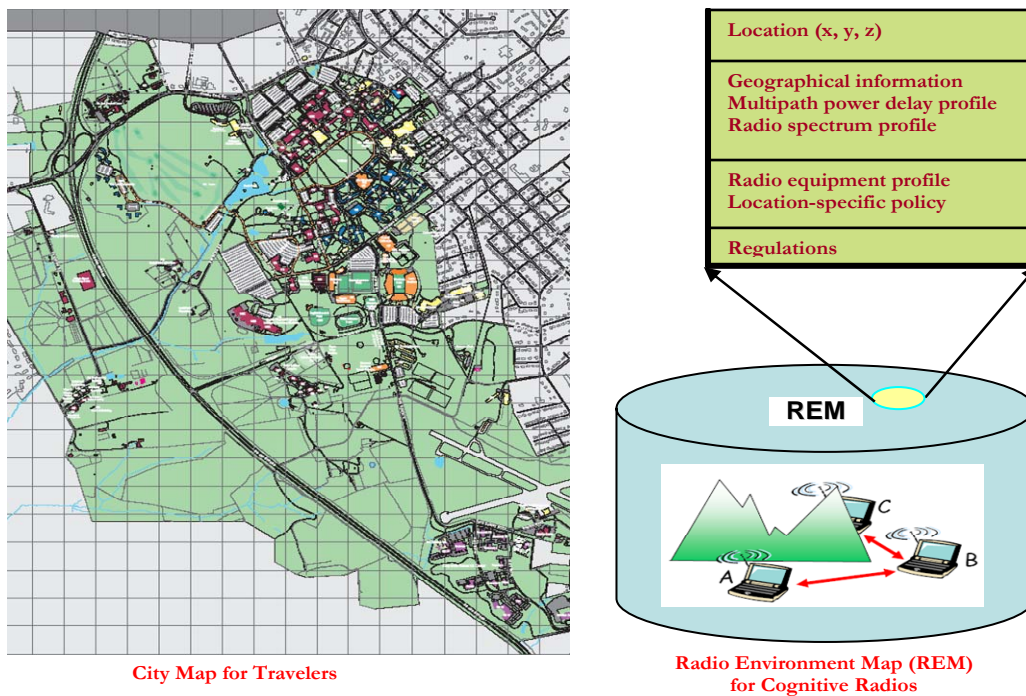 Location (x, y, z)
Geographical information
Multipath power delay profile
Radio spectrum profile
Radio equipment profile
Location-specific policy
Regulations
REM
C
B
A
City Map for Travelers
Radio Environment Map (REM)
for Cognitive Radios